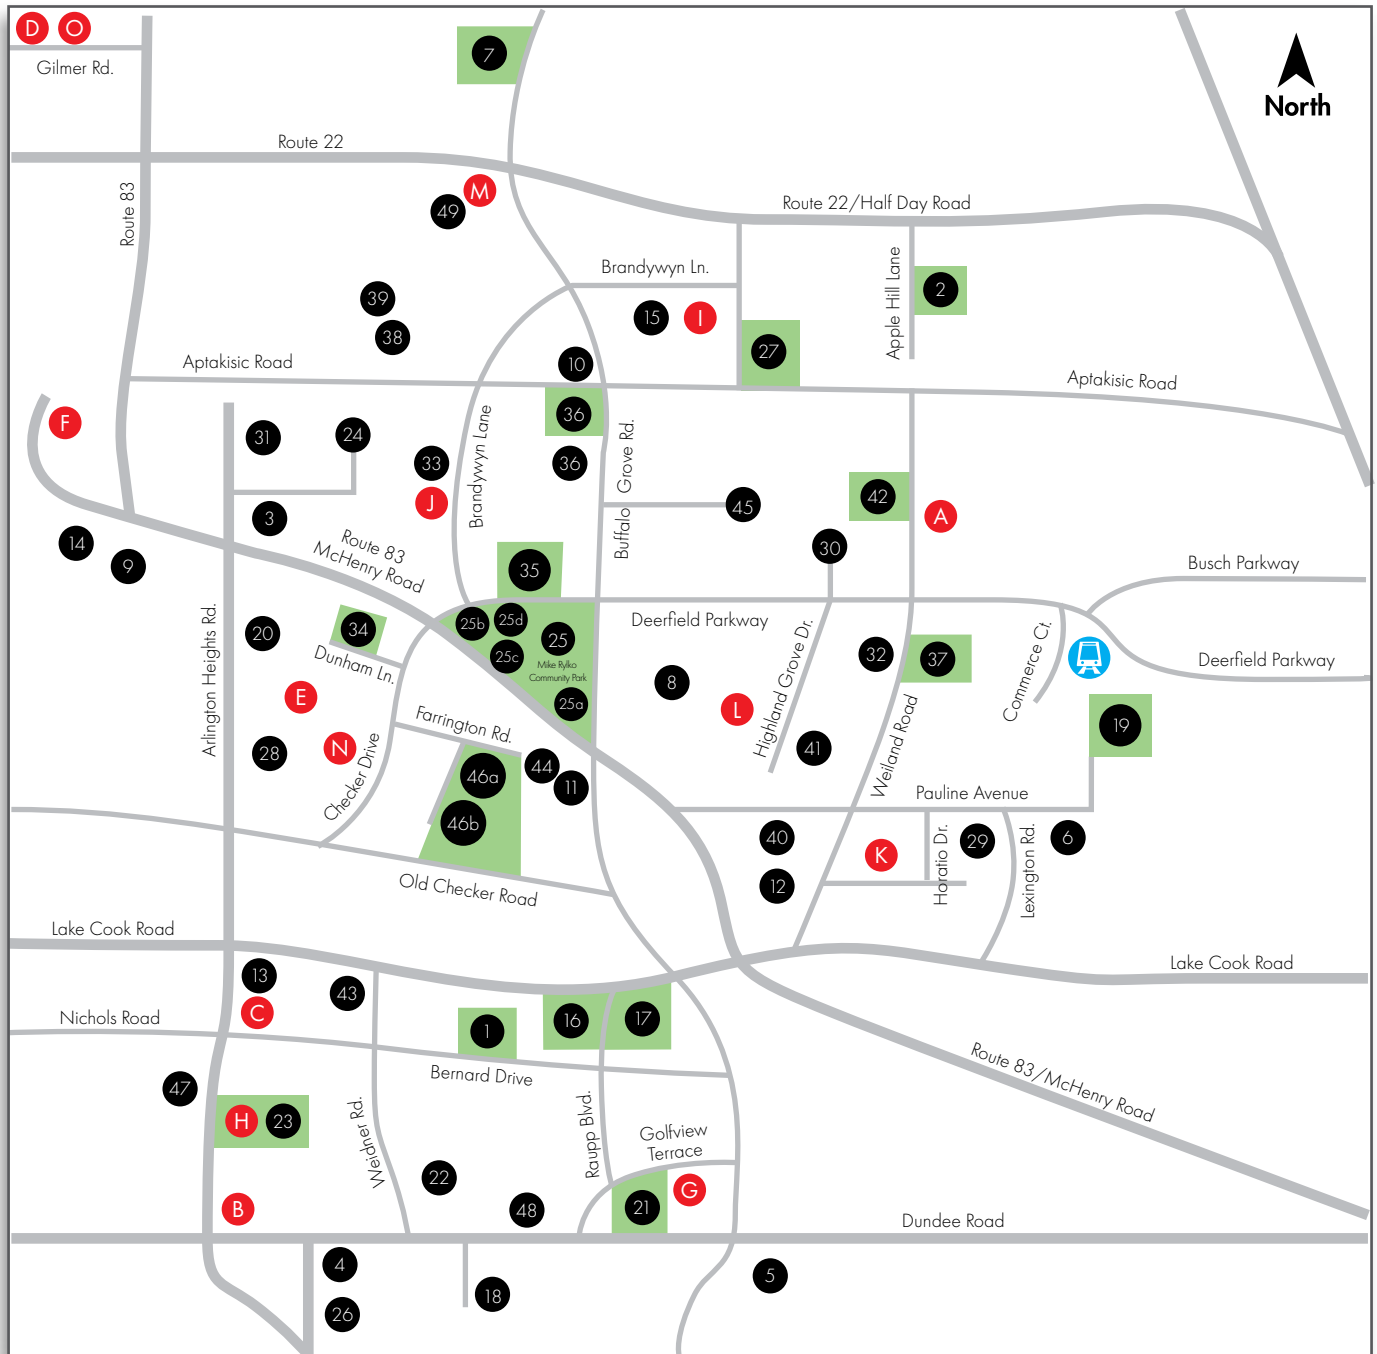 D O
Gilmer Rd.
7
North
Route 22
Route 83
M
49
Route 22/Half Day Road
Brandywyn Ln.
Apple Hill Lane
2
39
15
I
38
27
10
Aptakisic Road
Aptakisic Road
F
31
24
36
33
36
Brandywyn Lane
Buffalo Grove Rd.
J
42
45
A
3
14
9
Route 83
McHenry Road
30
35
Busch Parkway
Arlington Heights Rd.
20
34
Dunham Ln.
25b
25d
25
25c
Mike Rylko
Community Park
25a
Deerfield Parkway
Highland Grove Dr.
32
37
Commerce Ct.
Deerfield Parkway
8
L
E
19
Farrington Rd.
28
N
Checker Drive
46a
44
11
41
Weiland Road
Pauline Avenue
46b
40
K
Horatio Dr.
29
Lexington Rd.
6
12
Old Checker Road
Lake Cook Road
Lake Cook Road
13
43
C
Nichols Road
1
16
17
Bernard Drive
Route 83/McHenry Road
47
H
23
Weidner Rd.
Raupp Blvd.
Golfview
Terrace
22
G
B
48
21
Dundee Road
4
5
18
26